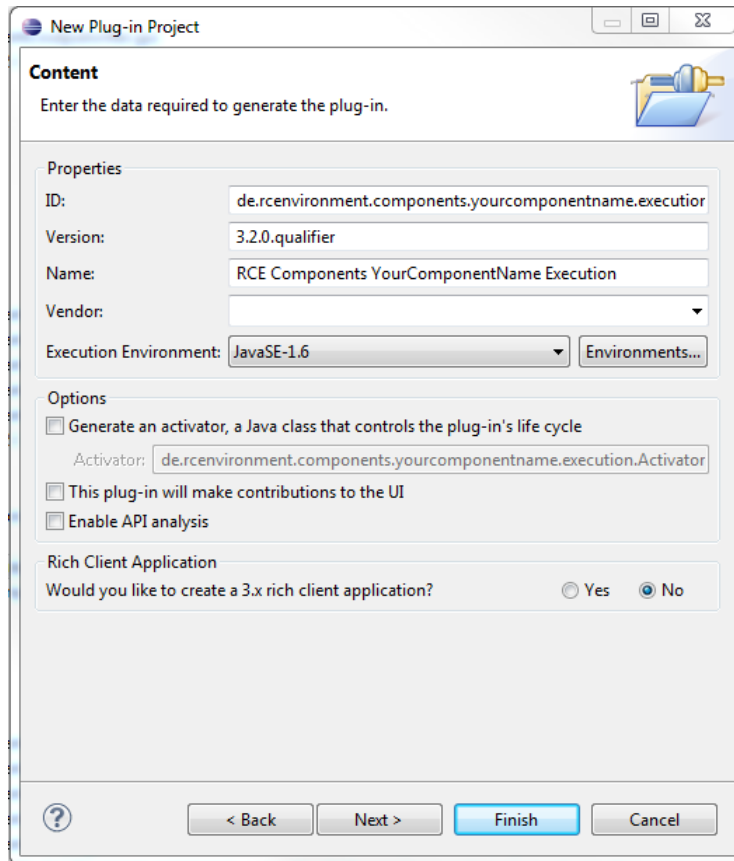 New Plug-in Project
Content
Enter the data required to generate the plug-in.
Properties
ID: de.rcenvironment.components.yourcomponentname.execution
Version: 3.2.0.qualifier
Name: RCE Components YourComponentName Execution
Vendor:
Execution Environment: JavaSE-1.6 Environments...
Options
Generate an activator, a Java class that controls the plug-in's life cycle
Activator: de.rcenvironment.components.yourcomponentname.execution.Activator
This plug-in will make contributions to the UI
Enable API analysis
Rich Client Application
Would you like to create a 3.x rich client application? Yes No
? < Back Next > Finish Cancel